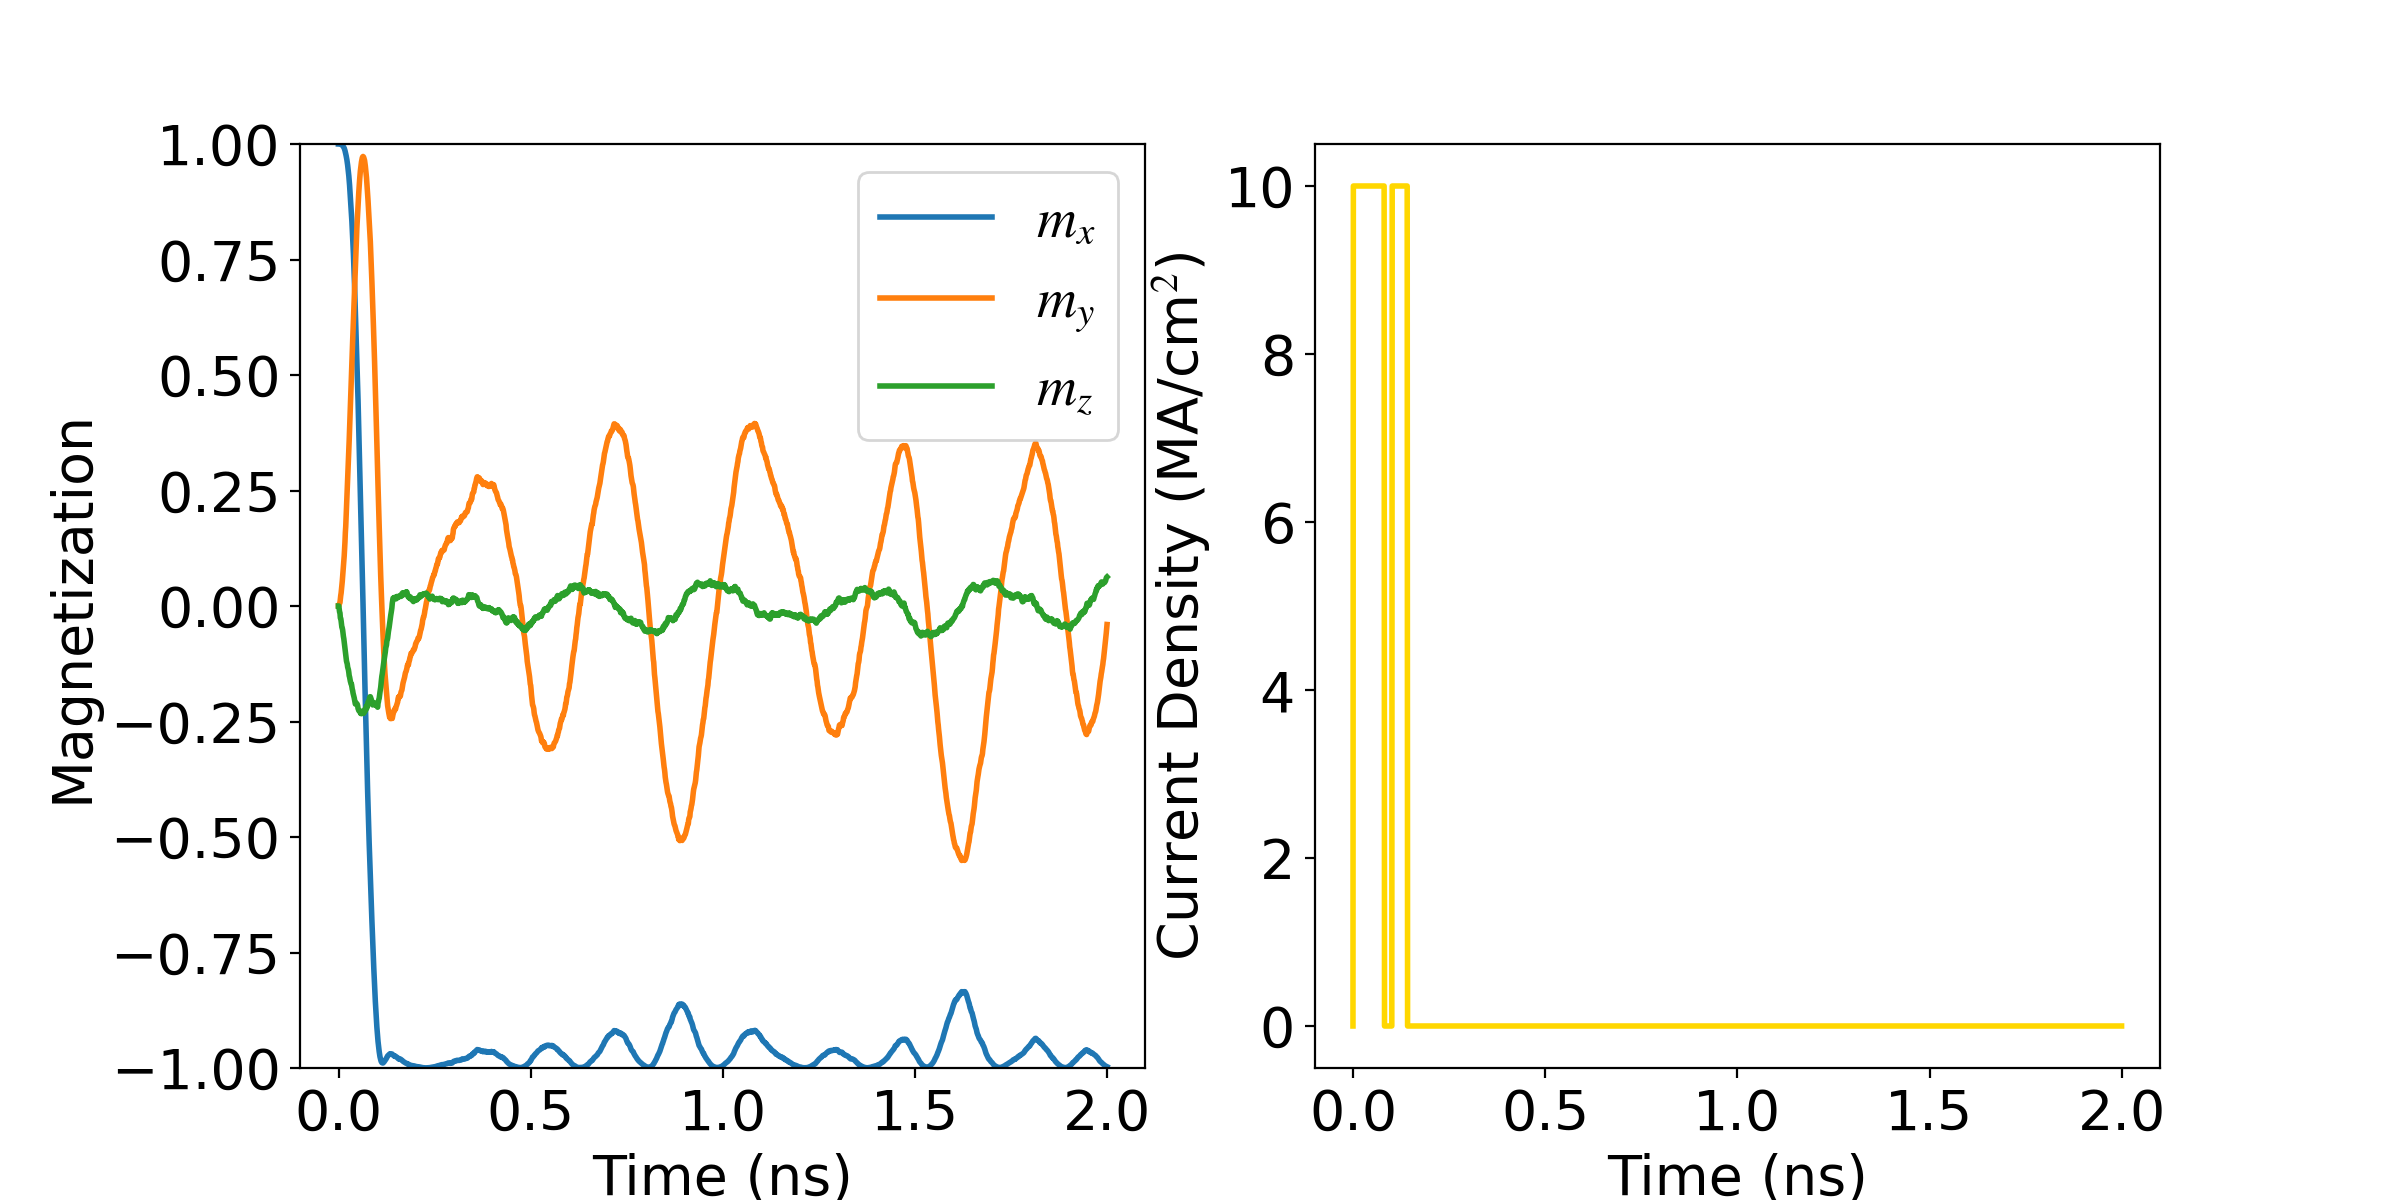 Magnetization
1.00
0.75
0.50
0.25
0.00
−0.25
−0.50
−0.75
−1.00
0.0 0.5 1.0 1.5 2.0
Time (ns)
m_x
m_y
m_z
Current Density (MA/cm²)
10
8
6
4
2
0
0.0 0.5 1.0 1.5 2.0
Time (ns)